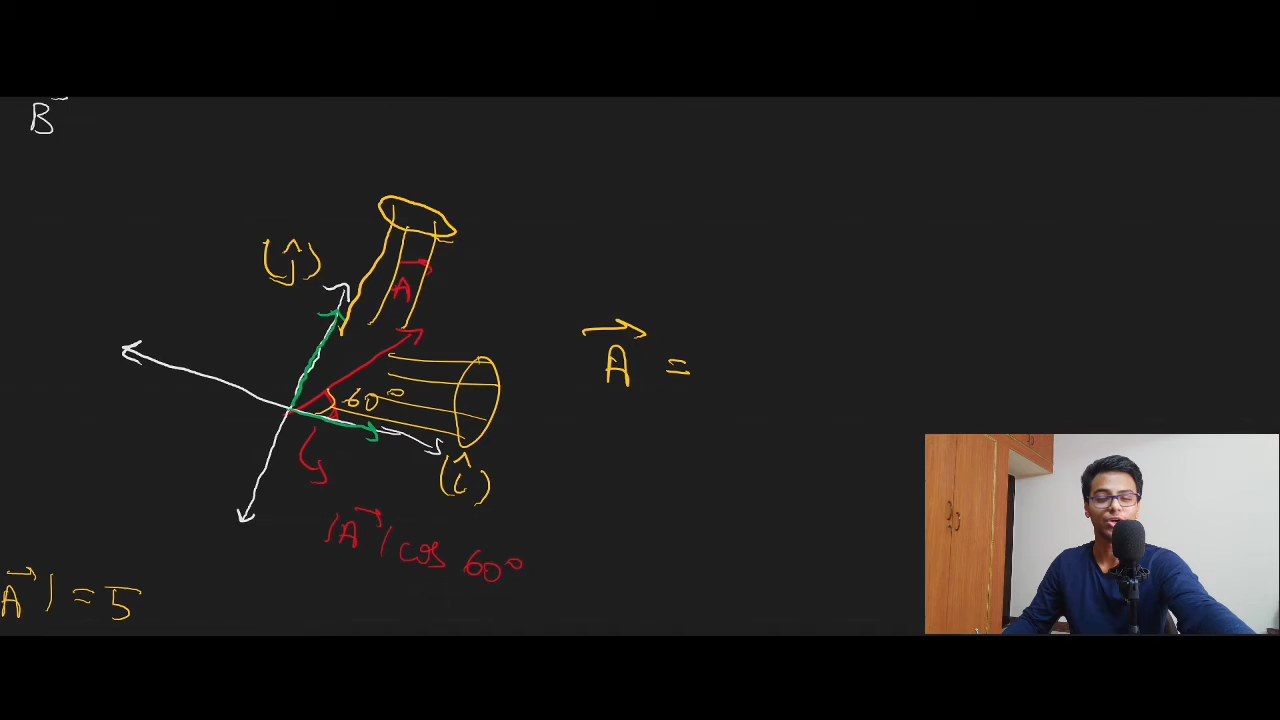 B
(ĵ)
A
60°
(î)
A⃗ =
|A⃗| cos 60°
A⃗| = 5